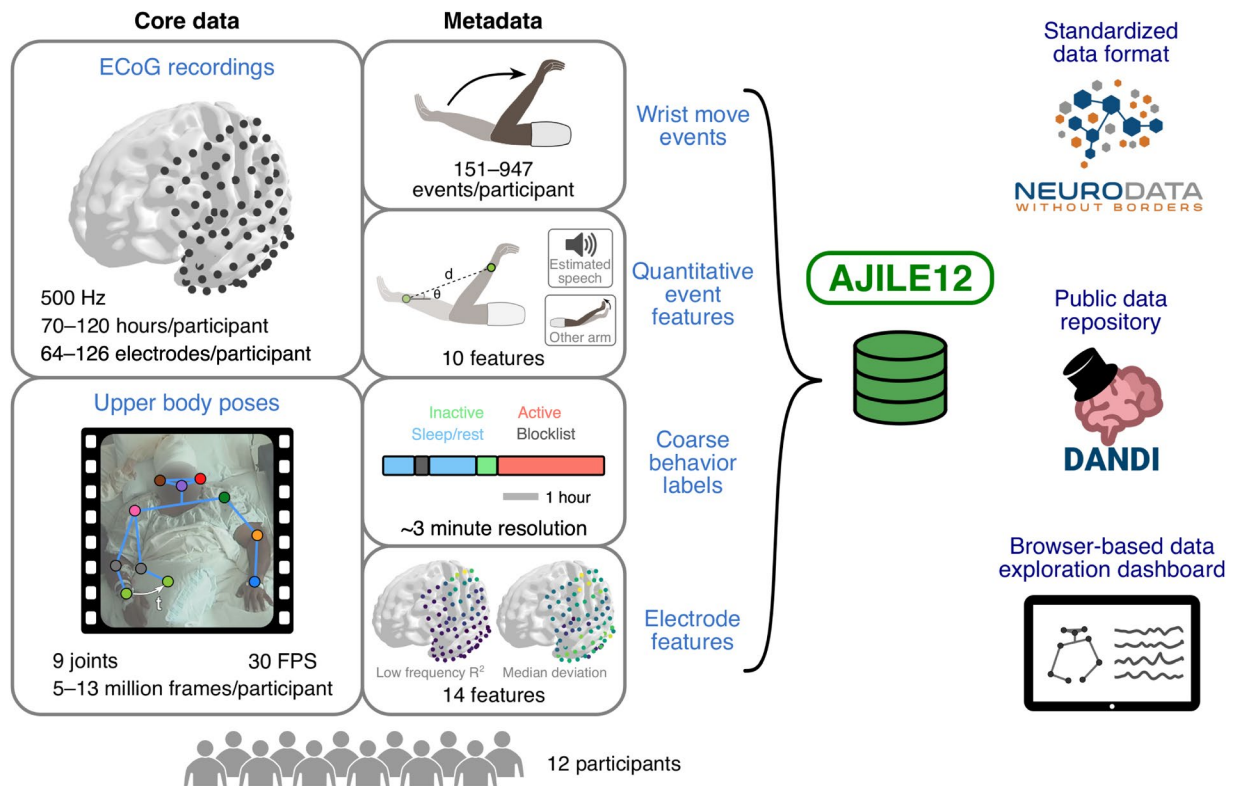 Core data
Metadata
ECoG recordings
500 Hz
70–120 hours/participant
64–126 electrodes/participant
Upper body poses
t
9 joints
30 FPS
5–13 million frames/participant
151–947
events/participant
d
θ
Estimated
speech
Other arm
10 features
Inactive
Active
Sleep/rest
Blocklist
1 hour
~3 minute resolution
Low frequency R²
Median deviation
14 features
Wrist move
events
Quantitative
event
features
Coarse
behavior
labels
Electrode
features
AJILE12
Standardized
data format
NEURODATA
WITHOUT BORDERS
Public data
repository
DANDI
Browser-based data
exploration dashboard
12 participants